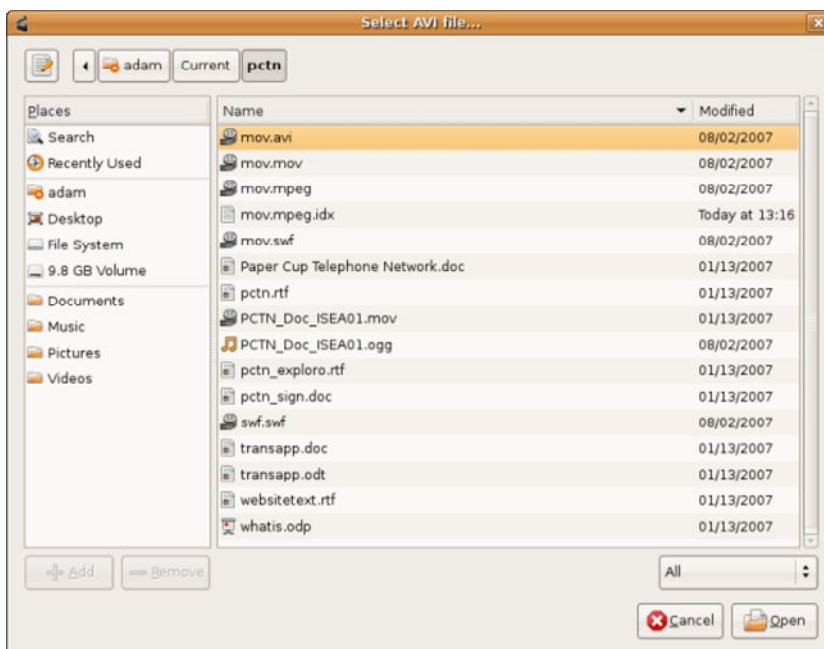 Select AVI file...
adam Current pctn
Places
Search
Recently Used
adam
Desktop
File System
9.8 GB Volume
Documents
Music
Pictures
Videos
Name Modified
mov.avi 08/02/2007
mov.mov 08/02/2007
mov.mpeg 08/02/2007
mov.mpeg.idx Today at 13:16
mov.swf 08/02/2007
Paper Cup Telephone Network.doc 01/13/2007
pctn.rtf 01/13/2007
PCTN_Doc_ISEA01.mov 01/13/2007
PCTN_Doc_ISEA01.ogg 08/02/2007
pctn_exploro.rtf 01/13/2007
pctn_sign.doc 01/13/2007
swf.swf 08/02/2007
transapp.doc 01/13/2007
transapp.odt 01/13/2007
websitetext.rtf 01/13/2007
whatis.odp 01/13/2007
Add Remove
All
Cancel Open